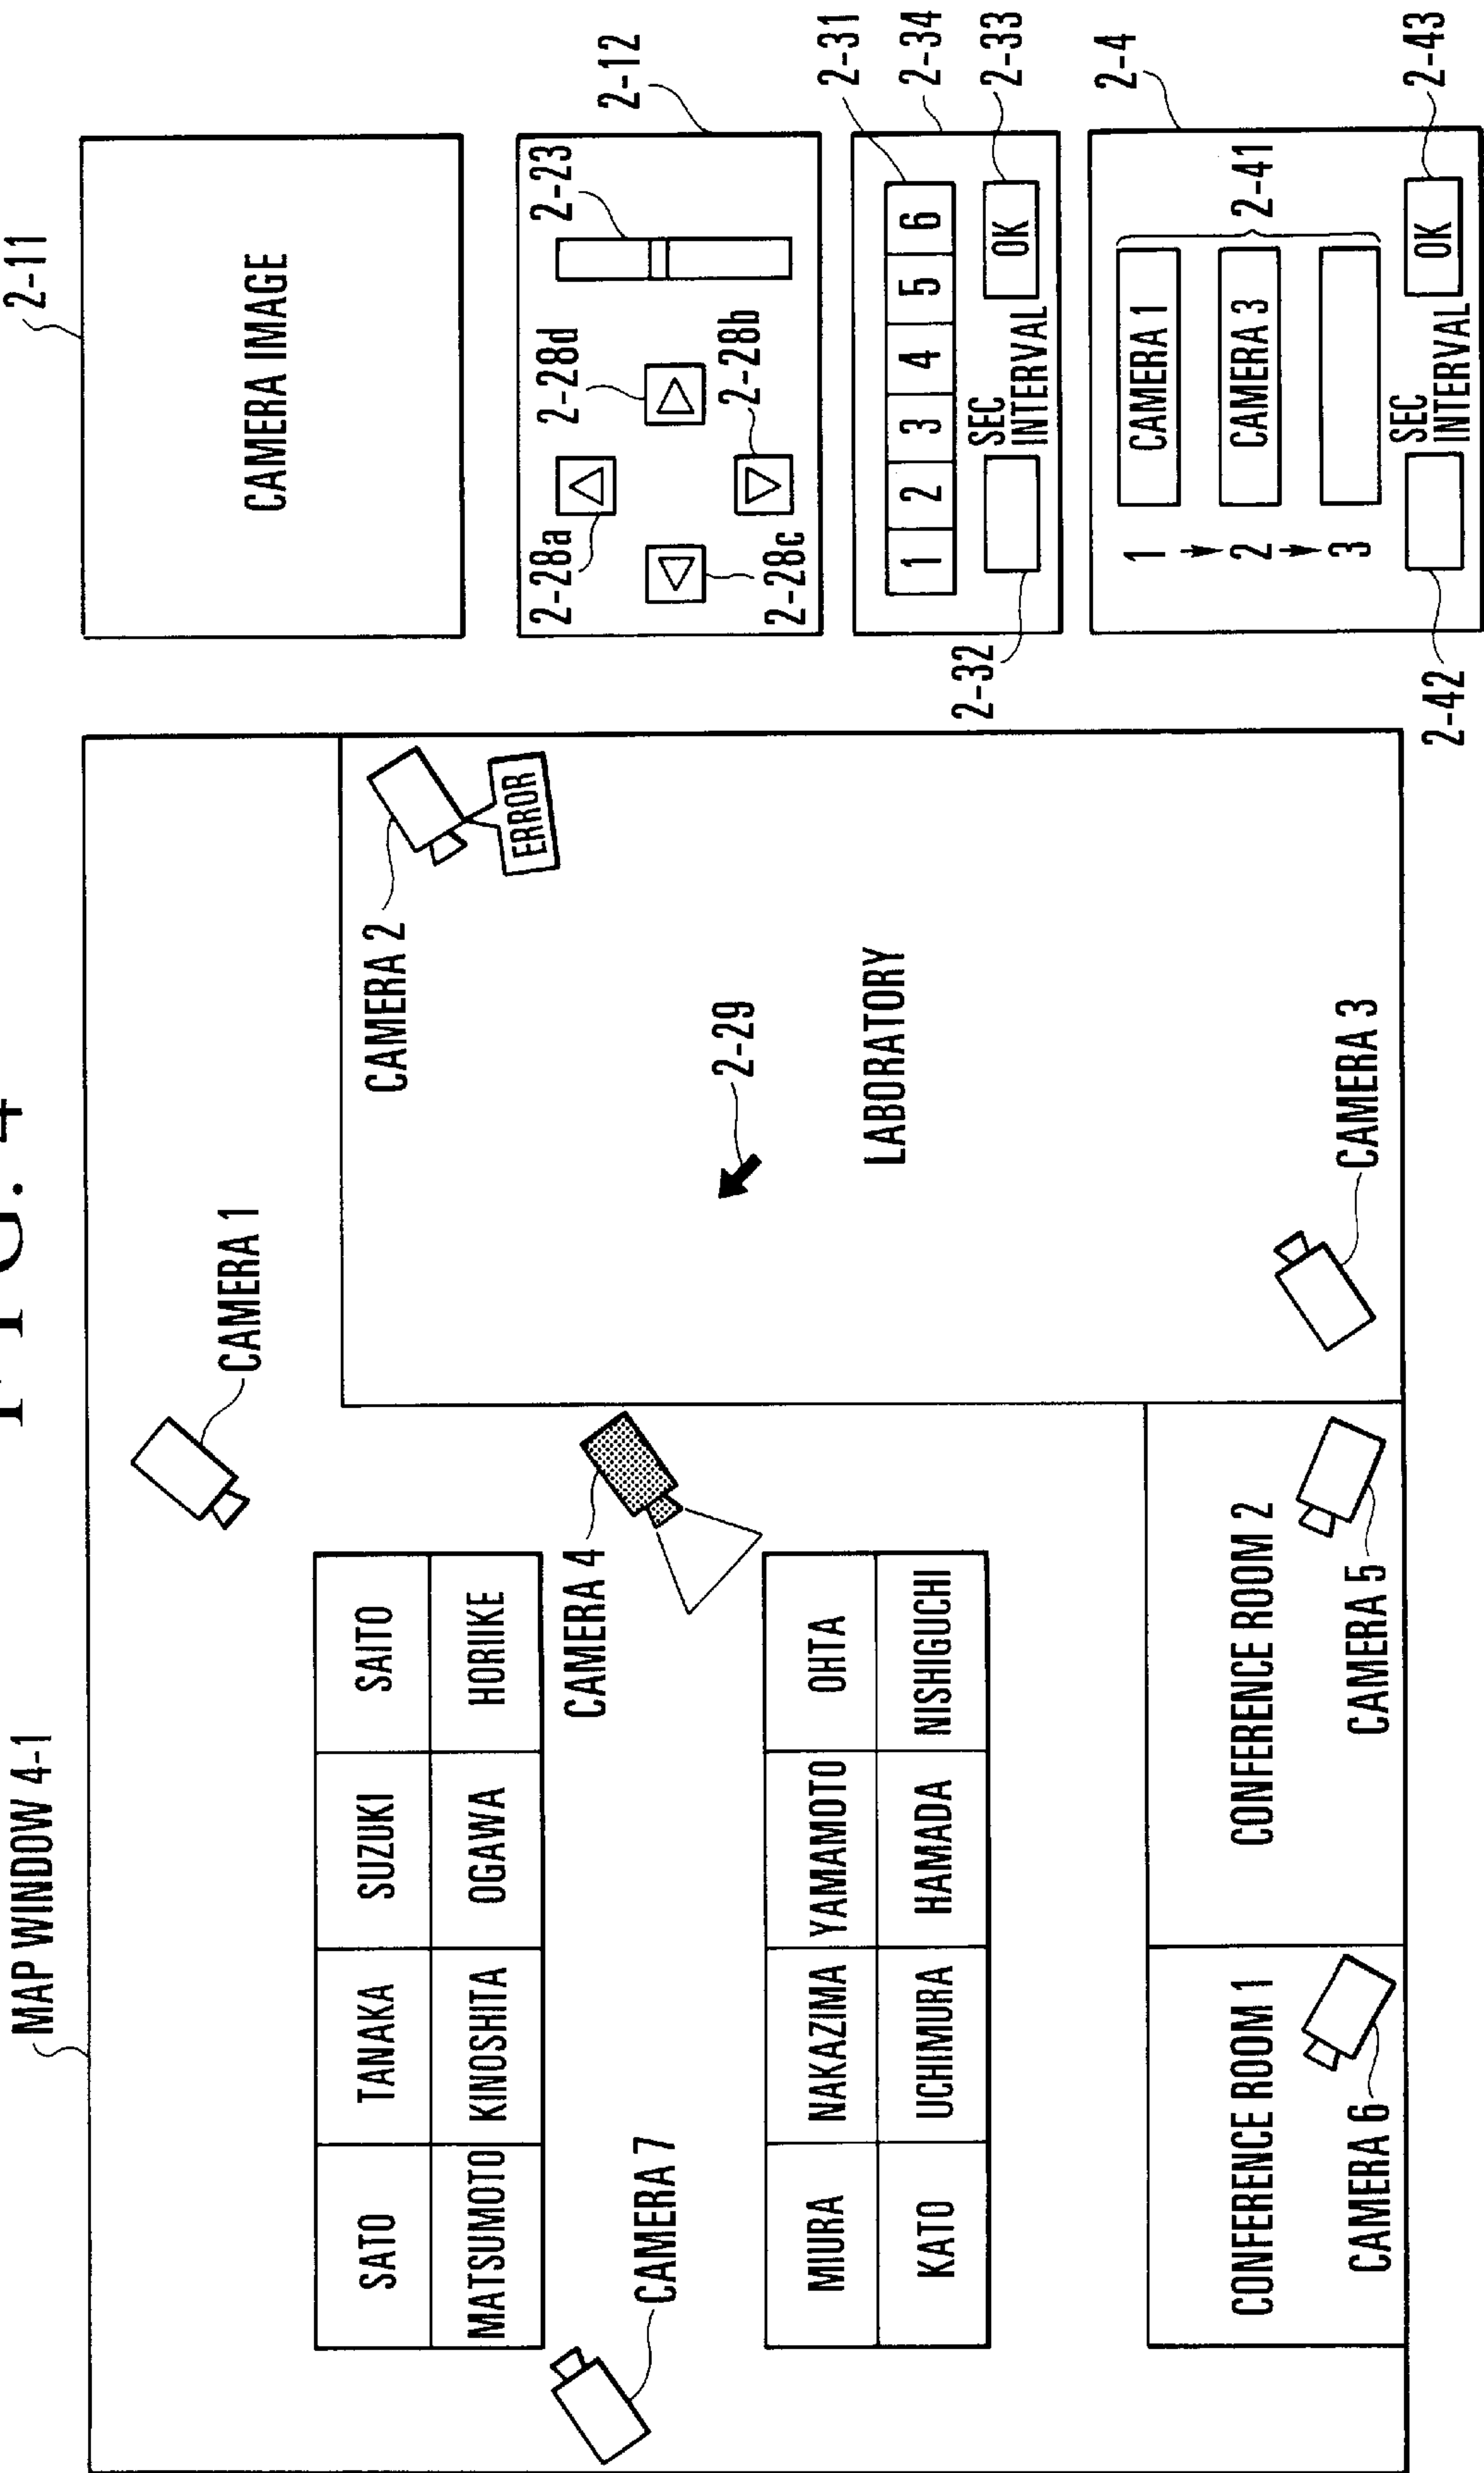 FIG. 4
MAP WINDOW 4-1
CAMERA 1
SATO
TANAKA
SUZUKI
SAITO
MATSUMOTO
KINOSHITA
OGAWA
HORIIKE
CAMERA 2
ERROR
CAMERA 4
CAMERA 7
2-29
MIURA
NAKAZIMA
YAMAMOTO
OHTA
KATO
UCHIMURA
HAMADA
NISHIGUCHI
LABORATORY
CONFERENCE ROOM 1
CONFERENCE ROOM 2
CAMERA 6
CAMERA 5
CAMERA 3
2-11
CAMERA IMAGE
2-12
2-28a
2-28d
2-23
2-28c
2-28b
2-31
2-34
2-33
1 2 3 4 5 6
SEC
INTERVAL
OK
2-32
2-4
1
CAMERA 1
2
CAMERA 3
2-41
3
SEC
INTERVAL
OK
2-42
2-43